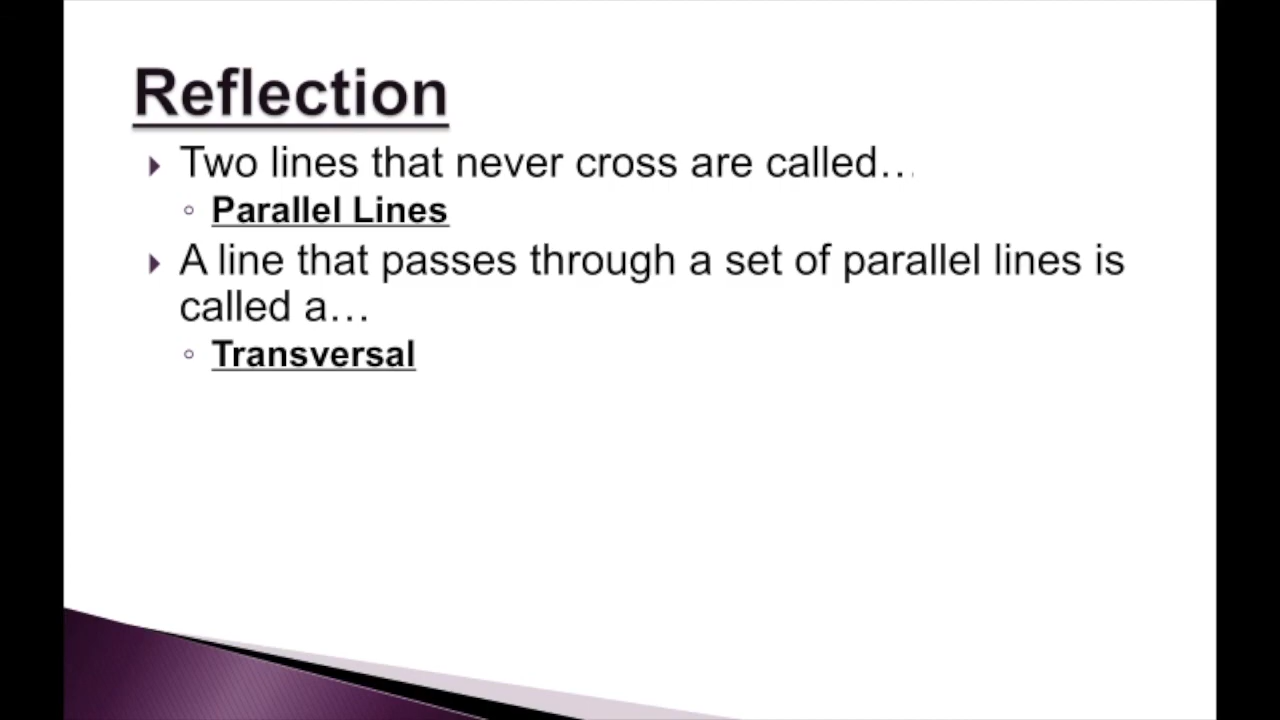 Reflection
Two lines that never cross are called…
Parallel Lines
A line that passes through a set of parallel lines is
called a…
Transversal